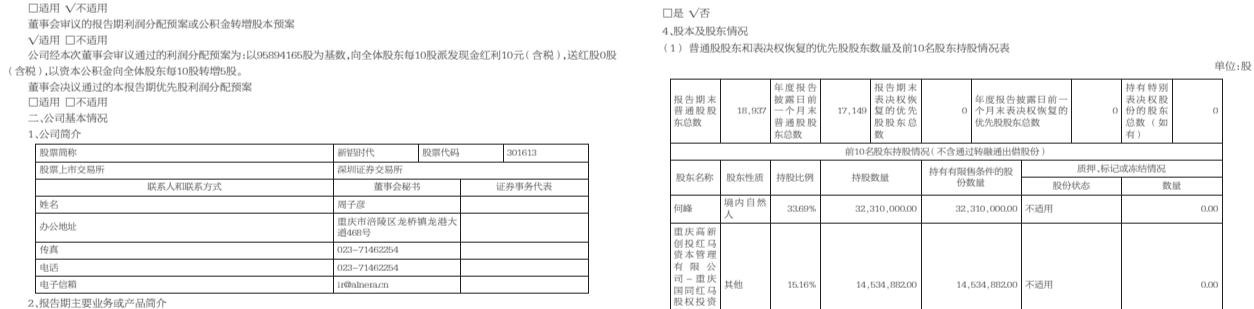 □适用 √不适用
董事会审议的报告期利润分配预案或公积金转增股本预案
√适用 □不适用
公司经本次董事会审议通过的利润分配预案为:以95894165股为基数,向全体股东每10股派发现金红利10元(含税),送红股0股
(含税),以资本公积金向全体股东每10股转增5股。
董事会决议通过的本报告期优先股利润分配预案
□适用 □不适用
二、公司基本情况
1、公司简介
股票简称 新铝时代 股票代码 301613
股票上市交易所 深圳证券交易所
联系人和联系方式 董事会秘书 证券事务代表
姓名 周子彦
办公地址 重庆市涪陵区龙桥镇龙港大
道468号
传真 023-71462254
电话 023-71462254
电子信箱 ir@alnera.cn
2、报告期主要业务或产品简介
□是 √否
4、股本及股东情况
(1)普通股股东和表决权恢复的优先股股东数量及前10名股东持股情况表
单位:股
报告期末
普通股股
东总数
18,937
年度报告
披露日前
一个月末
普通股股
东总数
17,149
报告期末
表决权恢
复的优先
股股东总
数
0
年度报告披露日前一
个月末表决权恢复的
优先股股东总数
0
持有特别
表决权股
份的股东
总数(如
有)
0
前10名股东持股情况(不含通过转融通出借股份)
股东名称 股东性质 持股比例 持股数量
持有有限售条件的股
份数量
质押、标记或冻结情况
股份状态 数量
何峰
境内自然
人
33.69% 32,310,000.00 32,310,000.00 不适用 0.00
重庆高新
创投红马
资本管理
有限公
司-重庆
国同红马
股权投资
其他 15.16% 14,534,882.00 14,534,882.00 不适用 0.00